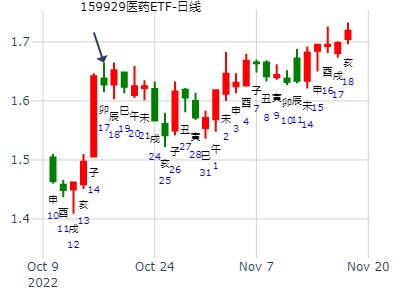 159929医药ETF-日线
1.7
1.6
1.5
1.4
申
10
酉
11
戌
12
亥
13
子
14
卯
17
辰
18
巳
19
午
20
未
21
戌
24
亥
25
子
26
丑
27
寅
28
巳
31
午
1
未
2
申
3
酉
4
子
7
丑
8
寅
9
卯
10
辰
11
未
14
申
15
酉
16
戌
17
亥
18
Oct 9
2022
Oct 24
Nov 7
Nov 20